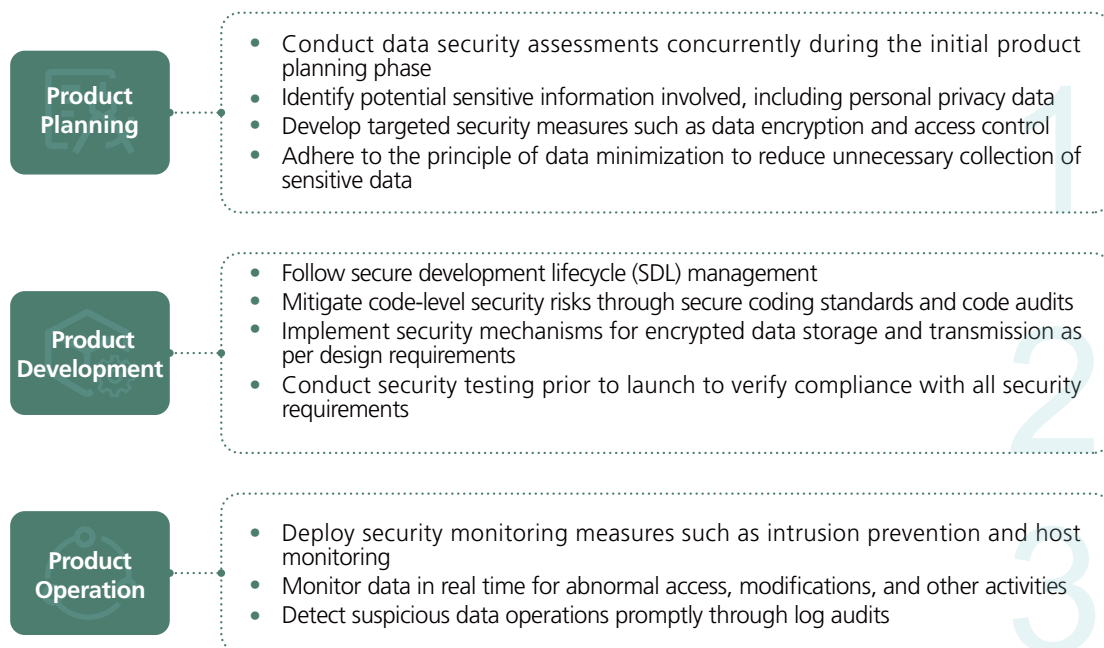 Product
Planning
• Conduct data security assessments concurrently during the initial product
planning phase
• Identify potential sensitive information involved, including personal privacy data
• Develop targeted security measures such as data encryption and access control
• Adhere to the principle of data minimization to reduce unnecessary collection of
sensitive data
1
Product
Development
• Follow secure development lifecycle (SDL) management
• Mitigate code-level security risks through secure coding standards and code audits
• Implement security mechanisms for encrypted data storage and transmission as
per design requirements
• Conduct security testing prior to launch to verify compliance with all security
requirements
2
Product
Operation
• Deploy security monitoring measures such as intrusion prevention and host
monitoring
• Monitor data in real time for abnormal access, modifications, and other activities
• Detect suspicious data operations promptly through log audits
3